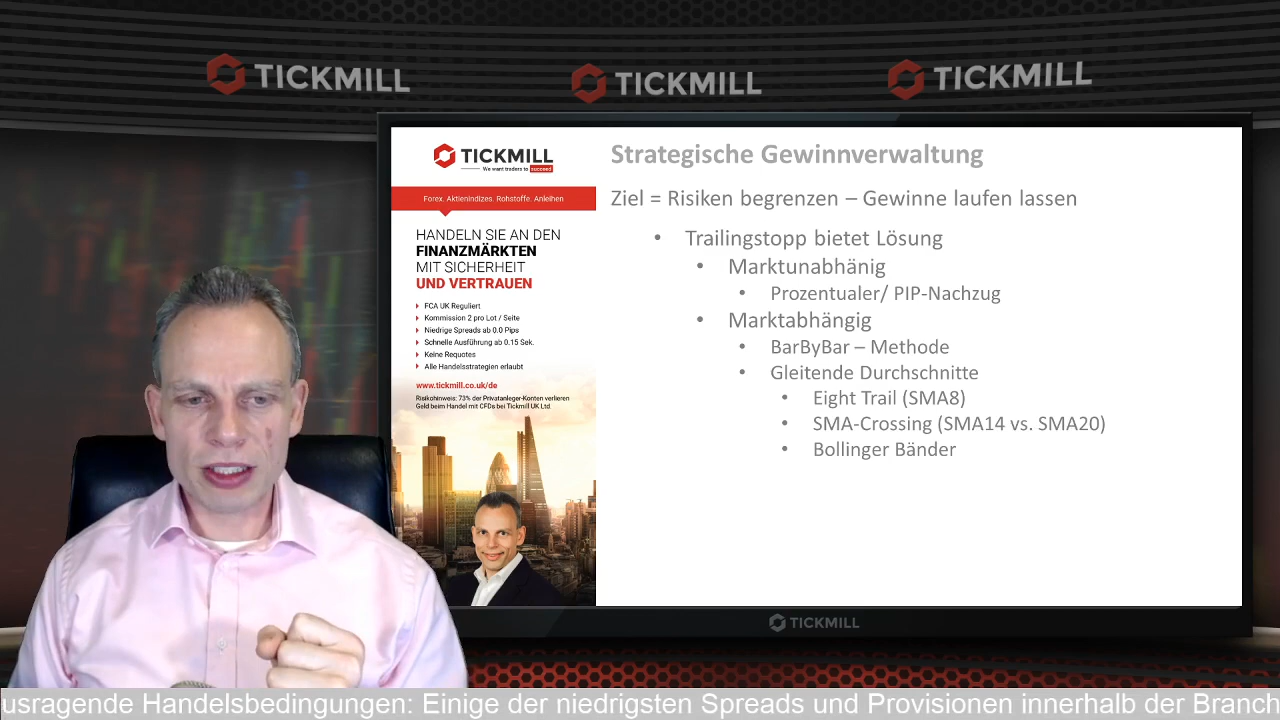 TICKMILL
TICKMILL
TICKMILL
TICKMILL
We want traders to succeed
Forex. Aktienindizes. Rohstoffe. Anleihen
HANDELN SIE AN DEN
FINANZMÄRKTEN
MIT SICHERHEIT
UND VERTRAUEN
FCA UK Reguliert
Kommission 2 pro Lot / Seite
Niedrige Spreads ab 0.0 Pips
Schnelle Ausführung ab 0.15 Sek.
Keine Requotes
Alle Handelsstrategien erlaubt
www.tickmill.co.uk/de
Risikohinweis: 73% der Privatanleger-Konten verlieren
Geld beim Handel mit CFDs bei Tickmill UK Ltd.
Strategische Gewinnverwaltung
Ziel = Risiken begrenzen – Gewinne laufen lassen
• Trailingstopp bietet Lösung
• Marktunabhänig
• Prozentualer/ PIP-Nachzug
• Marktabhängig
• BarByBar – Methode
• Gleitende Durchschnitte
• Eight Trail (SMA8)
• SMA-Crossing (SMA14 vs. SMA20)
• Bollinger Bänder
TICKMILL
usragende Handelsbedingungen: Einige der niedrigsten Spreads und Provisionen innerhalb der Branch